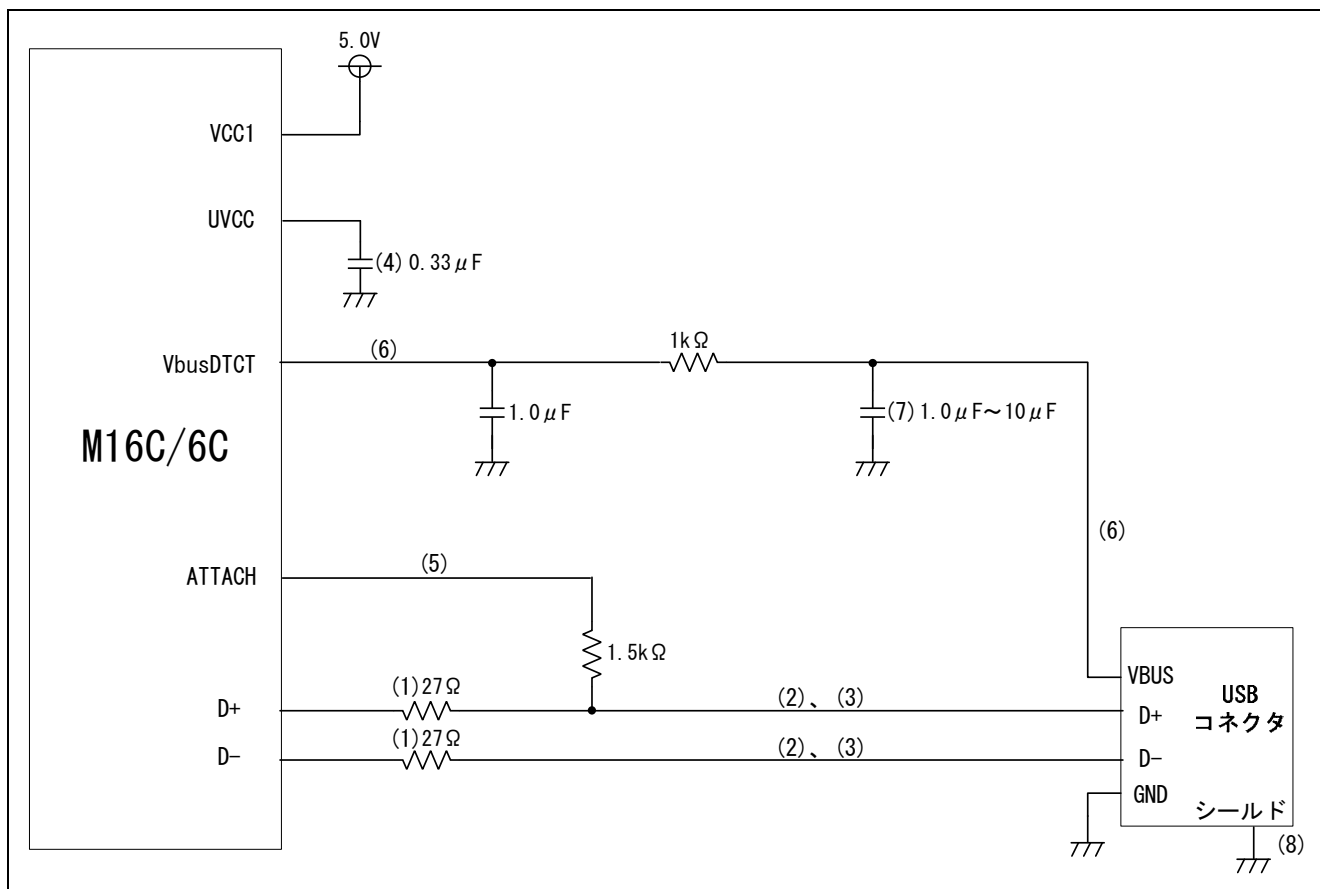 5.0V
VCC1
UVCC
(4) 0.33μF
VbusDTCT
(6)
1kΩ
1.0μF
(7) 1.0μF～10μF
M16C/6C
(6)
ATTACH
(5)
1.5kΩ
(1) 27Ω
D+
(2)、(3)
(1) 27Ω
D-
(2)、(3)
VBUS
USB
コネクタ
D+
D-
GND
シールド
(8)